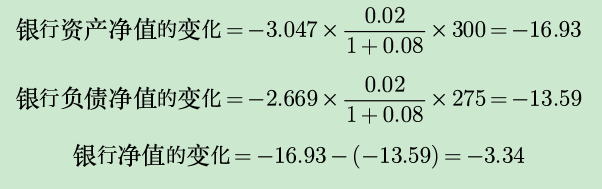 银行资产净值的变化 = −3.047 × 0.02/(1 + 0.08) × 300 = −16.93
银行负债净值的变化 = −2.669 × 0.02/(1 + 0.08) × 275 = −13.59
银行净值的变化 = −16.93 − (−13.59) = −3.34